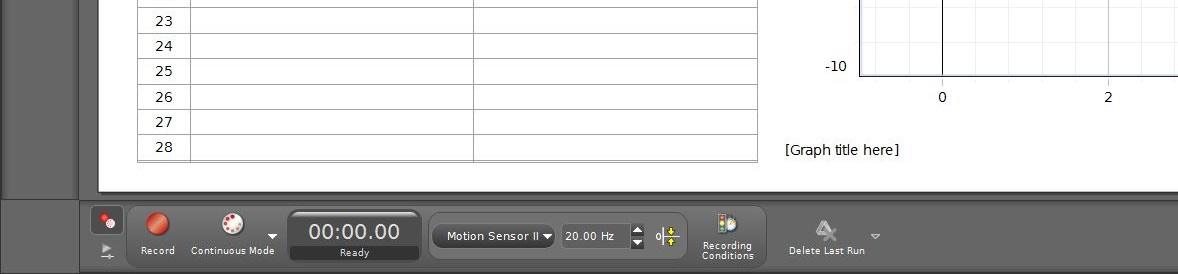 23
24
25
26
27
28
-10
0 2
[Graph title here]
Record
Continuous Mode
00:00.00
Ready
Motion Sensor II
20.00 Hz
0
Recording
Conditions
Delete Last Run